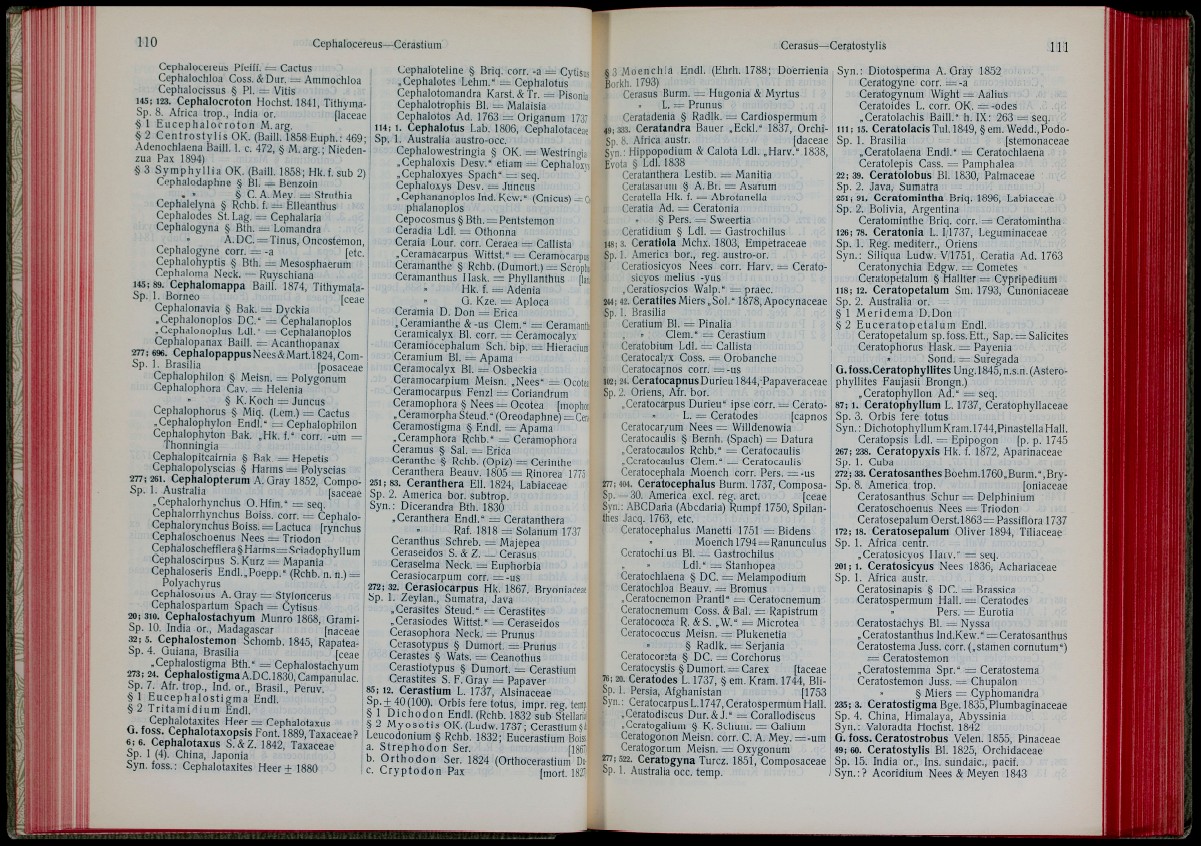 110
Cephalocereus—Cerastium
Cephalocereus Pfeiff. = Cactus
Cephalochloa Coss. & Dur. = Ammochloa
Cephalocissus § Pl. = Vitis
145; 123. Cephalocroton Hochst. 1841, Tithyma-
Sp. 8. Africa trop., India or. [laceae
§ 1 Eucephalocroton M. arg.
§ 2 Centrostylis OK. (Baill. 1858 Euph.: 469;
Adenochlaena Baill. l. c. 472, § M. arg.; Nieden-
zua Pax 1894)
§ 3 Symphyllia OK. (Baill. 1858; Hk. f. sub 2)
Cephalodaphne § Bl. = Benzoin
„ „ § C. A. Mey. = Struthia
Cephalelyna § Rchb. f. = Elleanthus
Cephalodes St. Lag. = Cephalaria
Cephalogyna § Bth. = Lomandra
„ A. DC. = Tinus, Oncostemon,
Cephalogyne corr. = -a [etc.
Cephalohyptis § Bth. = Mesosphaerum
Cephaloma Neck. = Ruyschiana
145; 89. Cephalomappa Baill. 1874, Tithymala-
Sp. 1. Borneo [ceae
Cephalonavia § Bak. = Dyckia
„Cephalonoplos DC.“ = Cephalanoplos
„Cephalonoplus Ldl.“ = Cephalanoplos
Cephalopanax Baill. = Acanthopanax
277; 696. Cephalopappus Nees & Mart. 1824, Com-
Sp. 1. Brasilia [posaceae
Cephalophilon § Meisn. = Polygonum
Cephalophora Cav. = Helenia
„ § K. Koch = Juncus
Cephalophorus § Miq. (Lem.) = Cactus
„Cephalophylon Endl.“ = Cephalophilon
Cephalophyton Bak. „Hk. f.“ corr. -um =
Thonningia
Cephalopitcairnia § Bak. = Hepetis
Cephalopolyscias § Harms = Polyscias
277; 261. Cephalopterum A. Gray 1852, Compo-
Sp. 1. Australia [saceae
„Cephalorhynchus O. Hfm.“ = seq.
Cephalorrhynchus Boiss. corr. = Cephalo-
Cephalorynchus Boiss. = Lactuca [rynchus
Cephaloschoenus Nees = Triodon
Cephaloschefflera § Harms = Sciadophyllum
Cephaloscirpus S. Kurz = Mapania
Cephaloseris Endl. „Poepp.“ (Rchb. n. n.) =
Polyachyrus
Cephalosorus A. Gray = Styloncerus
Cephalospartum Spach = Cytisus
20; 310. Cephalostachyum Munro 1868, Grami-
Sp. 10. India or., Madagascar [naceae
32; 5. Cephalostemon Schomb. 1845, Rapatea-
Sp. 4. Guiana, Brasilia [ceae
„Cephalostigma Bth.“ = Cephalostachyum
273; 24. Cephalostigma A. DC. 1830, Campanulac.
Sp. 7. Afr. trop., Ind. or., Brasil., Peruv.
§ 1 Eucephalostigma Endl.
§ 2 Tritamidium Endl.
Cephalotaxites Heer = Cephalotaxus
G. foss. Cephalotaxopsis Font. 1889, Taxaceae?
6; 6. Cephalotaxus S. & Z. 1842, Taxaceae
Sp. 1 (4). China, Japonia
Syn. foss.: Cephalotaxites Heer ± 1880
Cephaloteline § Briq. corr. -a = Cytisus
„Cephalotes Lehm.“ = Cephalotus
Cephalotomandra Karst. & Tr. = Pisonia
Cephalotrophis Bl. = Malaisia
Cephalotos Ad. 1763 = Origanum 1737
114; 1. Cephalotus Lab. 1806, Cephalotaceae
Sp. 1. Australia austro-occ.
Cephalowestringia § OK. = Westringia
„Cephaloxis Desv.“ etiam = Cephaloxys
„Cephaloxyes Spach“ = seq.
Cephaloxys Desv. = Juncus
„Cephananoplos Ind. Kew.“ (Cnicus) =
phalanoplos
Cepocosmus § Bth. = Pentstemon
Ceradia Ldl. = Othonna
Ceraia Lour. corr. Ceraea = Callista
„Ceramacarpus Wittst.“ = Ceramocarpus
Ceramanthe § Rchb. (Dumort.) = Scroph
Ceramanthus Hask. = Phyllanthus
„ Hk. f. = Adenia
„ G. Kze. = Aploca
Ceramia D. Don = Erica
„Ceramianthe & -us Clem.“ = Ceramanth
Ceramicalyx Bl. corr. = Ceramocalyx
Ceramiocephalum Sch. bip. = Hieracium
Ceramium Bl. = Apama
Ceramocalyx Bl. = Osbeckia
Ceramocarpium Meisn. „Nees“ = Ocotea
Ceramocarpus Fenzl = Coriandrum
Ceramophora § Nees = Ocotea [mophora
„Ceramorpha Steud.“ (Oreodaphne) = Cera
Ceramostigma § Endl. = Apama
„Ceramphora Rchb.“ = Ceramophora
Ceramus § Sal. = Erica
Ceranthe § Rchb. (Opiz) = Cerinthe
Ceranthera Beauv. 1805 = Rinorea 1775
251; 83. Ceranthera Ell. 1824, Labiaceae
Sp. 2. America bor. subtrop.
Syn.: Dicerandra Bth. 1830
„Ceranthera Endl.“ = Ceratanthera
Raf. 1818 = Solanum 1737
Ceranthus Schreb. = Majepea
Ceraseidos S. & Z. = Cerasus
Ceraselma Neck. = Euphorbia
Cerasiocarpum corr. = -us
272; 32. Cerasiocarpus Hk. 1867, Bryoniaceae
Sp. 1. Zeylan., Sumatra, Java
„Cerasites Steud.“ = Cerastites
„Cerasiodes Wittst.“ = Ceraseidos
Cerasophora Neck. = Prunus
Cerasotypus § Dumort. = Prunus
Cerastes § Wats. = Ceanothus
Cerastiotypus § Dumort. = Cerastium
Cerastites S. F. Gray = Papaver
85; 12. Cerastium L. 1737, Alsinaceae
Sp. ± 40 (100). Orbis fere totus, impr. reg. temp.
§ 1 Dichodon Endl. (Rchb. 1832 sub Stellaria
§ 2 Myosotis OK. (Ludw. 1737; Cerastium §
Leucodonium § Rchb. 1832; Eucerastium Boiss
a. Strephodon Ser. [1867
b. Orthodon Ser. 1824 (Orthocerastium Du-
c. Cryptodon Pax [mort. 1827
Cerasus—Ceratostylis
111
§ 3 Moenchia Endl. (Ehrh. 1788; Doerrienia
Borkh. 1793)
Cerasus Burm. = Hugonia & Myrtus
„ L. = Prunus
Ceratadenia § Radlk. = Cardiospermum
49; 333. Ceratandra Bauer „Eckl.“ 1837, Orchi-
Sp. 8. Africa austr. [daceae
Syn.: Hippopodium & Calota Ldl. „Harv.“ 1838,
Evota § Ldl. 1838
Ceratanthera Lestib. = Manitia
Ceratasarum § A. Br. = Asarum
Ceratella Hk. f. = Abrotanella
Ceratia Ad. = Ceratonia
„ § Pers. = Sweertia
Ceratidium § Ldl. = Gastrochilus
148; 3. Ceratiola Mchx. 1803, Empetraceae
Sp. 1. America bor., reg. austro-or.
Ceratiosicyos Nees corr. Harv. = Cerato-
sicyos melius -yus
„Ceratiosycios Walp.“ = praec.
244; 42. Ceratites Miers „Sol.“ 1878, Apocynaceae
Sp. 1. Brasilia
Ceratium Bl. = Pinalia
„ Clem.“ = Cerastium
Ceratobium Ldl. = Callista
Ceratocalyx Coss. = Orobanche
Ceratocapnos corr. = -us
102; 24. Ceratocapnus Durieu 1844, Papaveraceae
Sp. 2. Oriens, Afr. bor.
„Ceratocarpus Durieu“ ipse corr. = Cerato-
„ L. = Ceratodes [capnos
Ceratocaryum Nees = Willdenowia
Ceratocaulis § Bernh. (Spach) = Datura
„Ceratocaulos Rchb.“ = Ceratocaulis
„Ceratocaulus Clem.“ = Ceratocaulis
Ceratocephala Moench corr. Pers. = -us
277; 404. Ceratocephalus Burm. 1737, Composa-
Sp. — 30. America excl. reg. arct. [ceae
Syn.: ABCDaria (Abcdaria) Rumpf 1750, Spilan-
thes Jacq. 1763, etc.
Ceratocephalus Manetti 1751 = Bidens
„ Moench 1794 = Ranunculus
Ceratochilus Bl. = Gastrochilus
„ „ Ldl.“ = Stanhopea
Ceratochlaena § DC. = Melampodium
Ceratochloa Beauv. = Bromus
„Ceratocnemon Prantl“ = Ceratocnemum
Ceratocnemum Coss. & Bal. = Rapistrum
Ceratococca R. & S. „W.“ = Microtea
Ceratococcus Meisn. = Plukenetia
„ § Radlk. = Serjania
Ceratocoreta § DC. = Corchorus
Ceratocystis § Dumort. = Carex [taceae
76; 20. Ceratodes L. 1737, § em. Kram. 1744, Bli-
Sp. 1. Persia, Afghanistan [1753
Syn.: Ceratocarpus L. 1747, Ceratospermum Hall.
„Ceratodiscus Dur. & J.“ = Corallodiscus
„Ceratogalium § K. Schum. = Galium
Ceratogonon Meisn. corr. C. A. Mey. = -um
Ceratogorum Meisn. = Oxygonum
277; 522. Ceratogyna Turcz. 1851, Composaceae
Sp. 1. Australia occ. temp.
Syn.: Diotosperma A. Gray 1852
Ceratogyne corr. = -a
Ceratogynum Wight = Aalius
Ceratoides L. corr. OK. = -odes
„Ceratolachis Baill.“ h. IX: 263 = seq.
111; 15. Ceratolacis Tul. 1849, § em. Wedd., Podo-
Sp. 1. Brasilia [stemonaceae
„Ceratolaena Endl.“ = Ceratochlaena
Ceratolepis Cass. = Pamphalea
22; 39. Ceratolobus Bl. 1830, Palmaceae
Sp. 2. Java, Sumatra
251; 91. Ceratomintha Briq. 1896, Labiaceae
Sp. 2. Bolivia, Argentina
Ceratominthe Briq. corr. = Ceratomintha
126; 78. Ceratonia L. I/1737, Leguminaceae
Sp. 1. Reg. mediterr., Oriens
Syn.: Siliqua Ludw. V/1751, Ceratia Ad. 1763
Ceratonychia Edgw. = Cometes
Ceratopetalum § Hallier = Cypripedium
118; 12. Ceratopetalum Sm. 1793, Cunoniaceae
Sp. 2. Australia or.
§ 1 Meridema D. Don
§ 2 Euceratopetalum Endl.
Ceratopetalum sp. foss. Ett., Sap. = Salicites
Ceratophorus Hask. = Payenia
„ Sond. = Suregada
G. foss. Ceratophyllites Ung. 1845, n.s.n. (Astero-
phyllites Faujasii Brongn.)
„Ceratophyllon Ad.“ = seq.
87; 1. Ceratophyllum L. 1737, Ceratophyllaceae
Sp. 3. Orbis fere totus
Syn.: Dichotophyllum Kram. 1744, Pinastella Hall.
Ceratopsis Ldl. = Epipogon [p. p. 1745
267; 238. Ceratopyxis Hk. f. 1872, Aparinaceae
Sp. 1. Cuba
272; 38. Ceratosanthes Boehm. 1760 „Burm.“, Bry-
Sp. 8. America trop. [oniaceae
Ceratosanthus Schur = Delphinium
Ceratoschoenus Nees = Triodon
Ceratosepalum Oerst. 1863 = Passiflora 1737
172; 18. Ceratosepalum Oliver 1894, Tiliaceae
Sp. 1. Africa centr.
„Ceratosicyos Harv.“ = seq.
201; 1. Ceratosicyus Nees 1836, Achariaceae
Sp. 1. Africa austr.
Ceratosinapis § DC. = Brassica
Ceratospermum Hall. = Ceratodes
„ Pers. = Eurotia
Ceratostachys Bl. = Nyssa
„Ceratostanthus Ind. Kew.“ = Ceratosanthus
Ceratostema Juss. corr. („stamen cornutum“)
= Ceratostemon
„Ceratostemma Spr.“ = Ceratostema
Ceratostemon Juss. = Chupalon
„ § Miers = Cyphomandra
235; 3. Ceratostigma Bge. 1835, Plumbaginaceae
Sp. 4. China, Himalaya, Abyssinia
Syn.: Valoradia Hochst. 1842
G. foss. Ceratostrobus Velen. 1855, Pinaceae
49; 60. Ceratostylis Bl. 1825, Orchidaceae
Sp. 15. India or., Ins. sundaic., pacif.
Syn.: ? Acoridium Nees & Meyen 1843